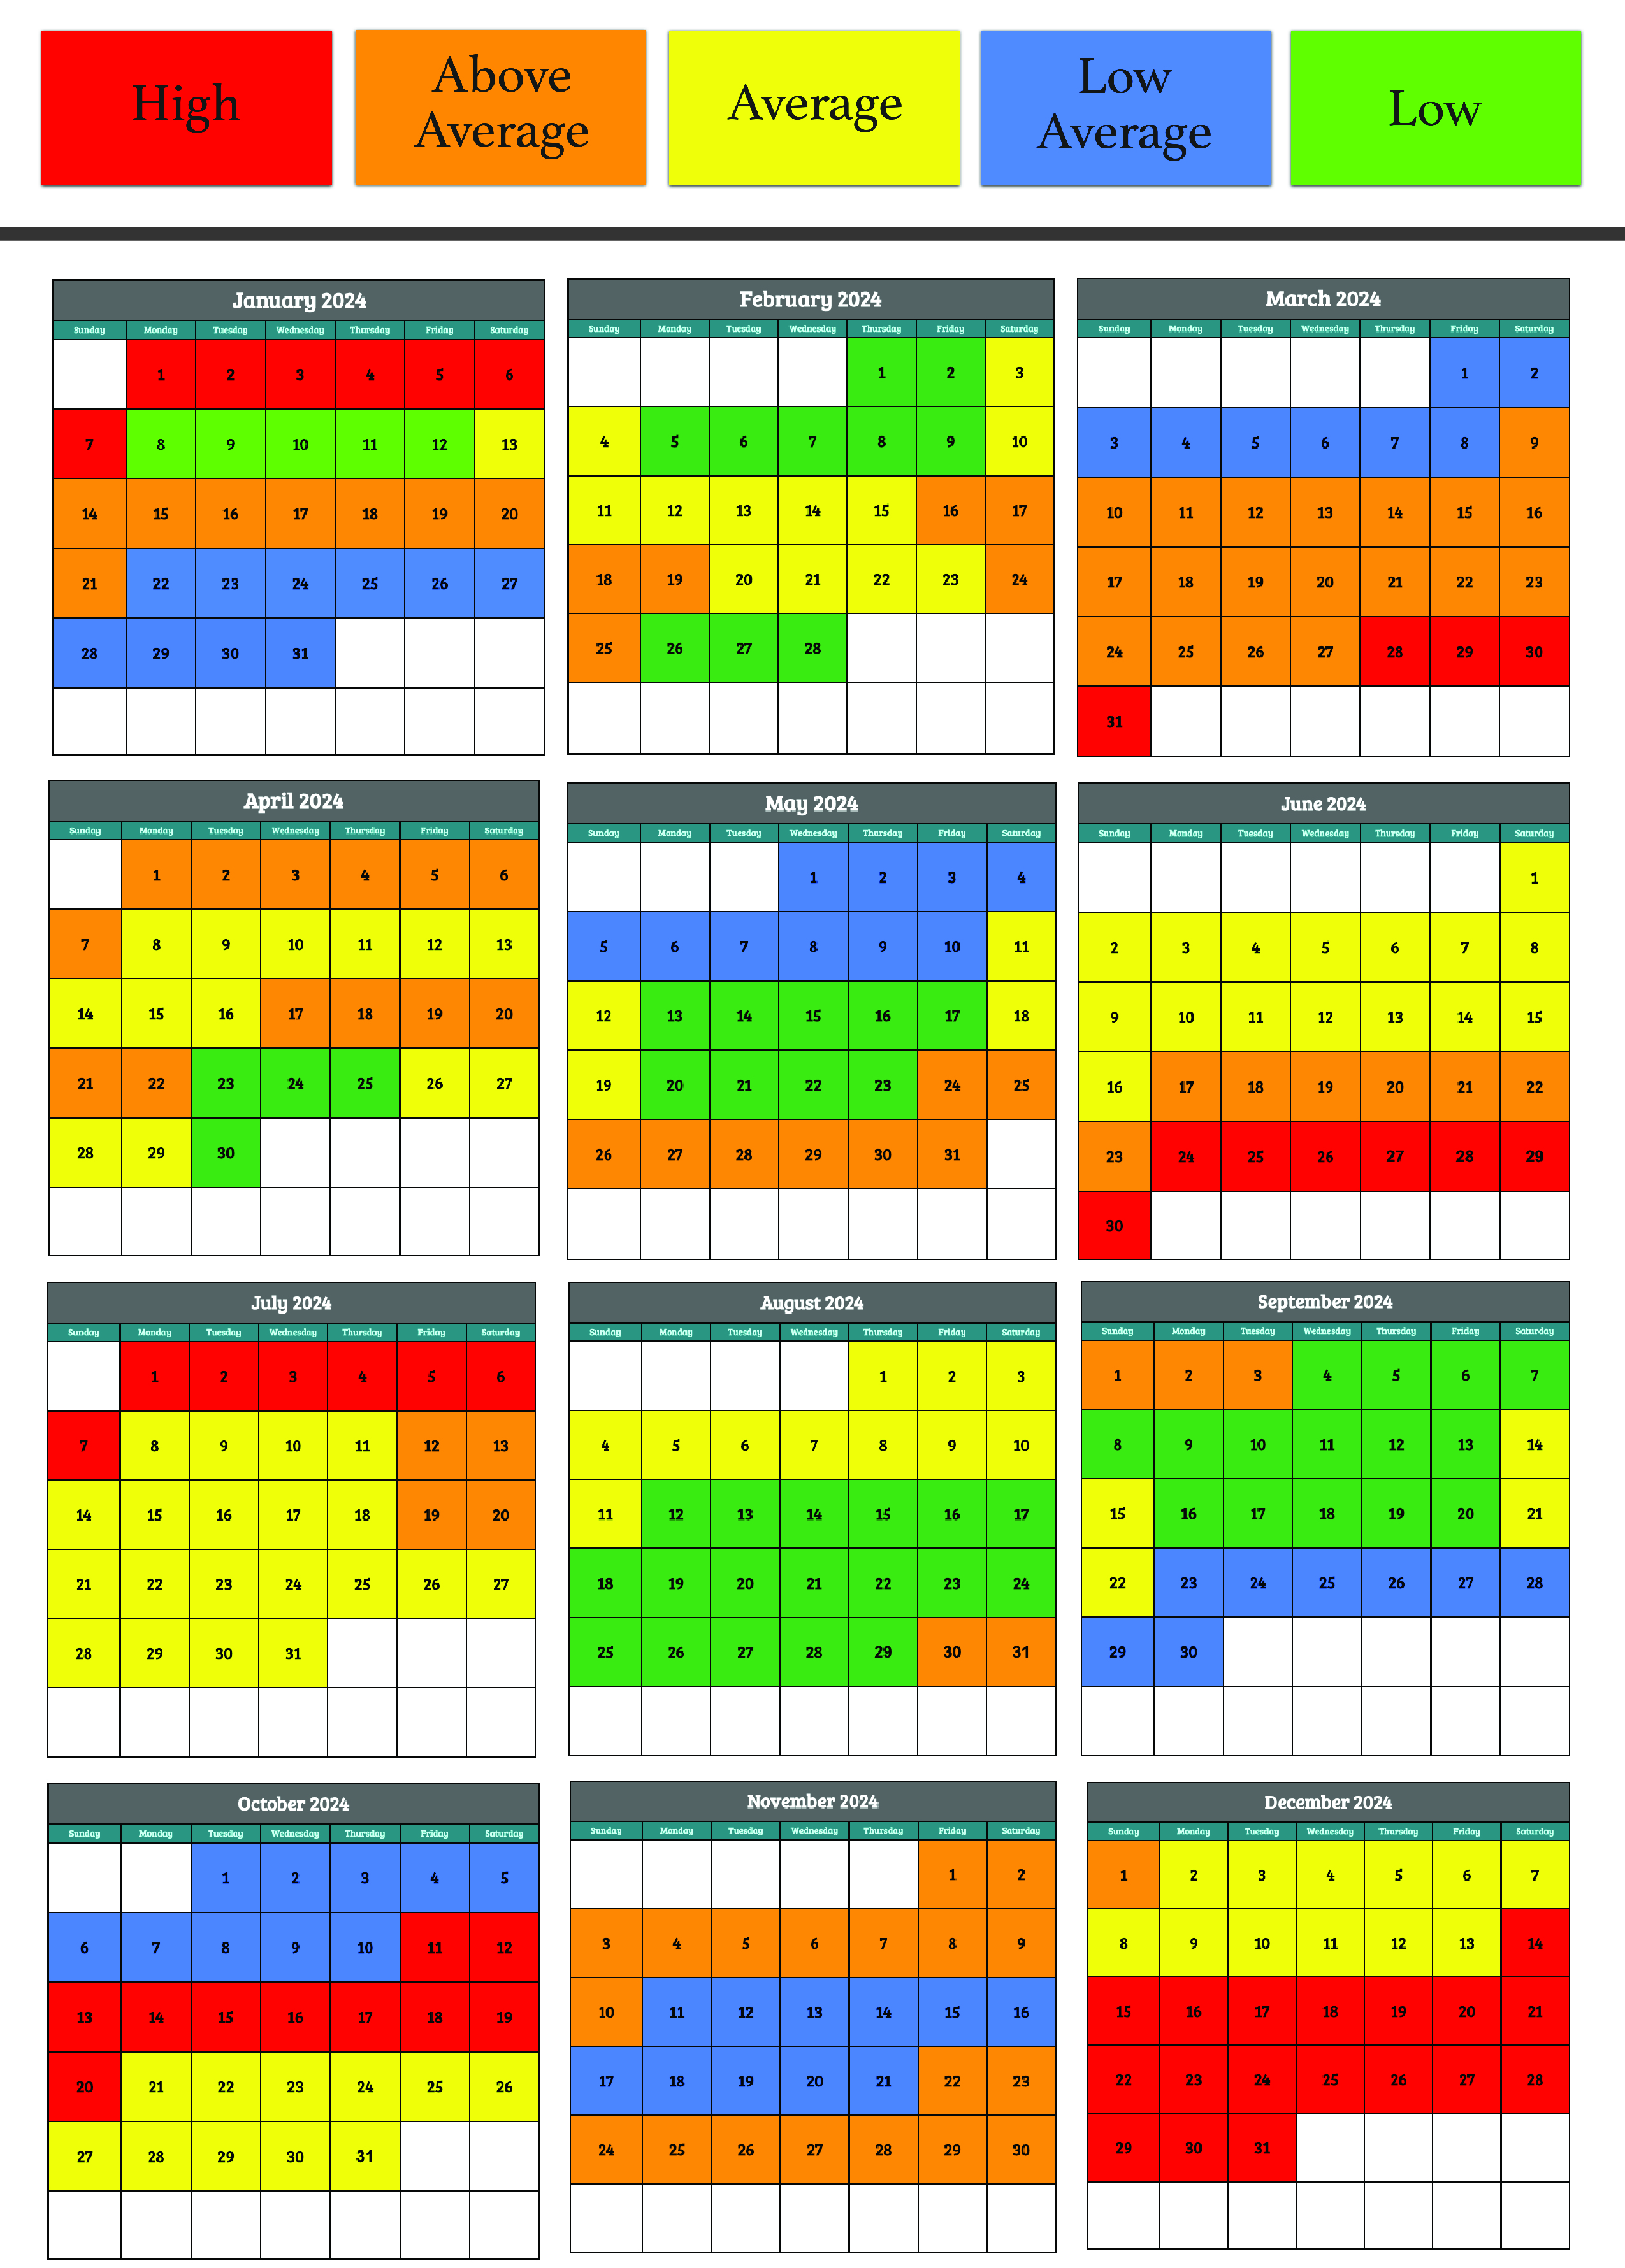 High
Above
Average
Average
Low
Average
Low
January 2024
Sunday Monday Tuesday Wednesday Thursday Friday Saturday
1 2 3 4 5 6
7 8 9 10 11 12 13
14 15 16 17 18 19 20
21 22 23 24 25 26 27
28 29 30 31
February 2024
Sunday Monday Tuesday Wednesday Thursday Friday Saturday
1 2 3
4 5 6 7 8 9 10
11 12 13 14 15 16 17
18 19 20 21 22 23 24
25 26 27 28
March 2024
Sunday Monday Tuesday Wednesday Thursday Friday Saturday
1 2
3 4 5 6 7 8 9
10 11 12 13 14 15 16
17 18 19 20 21 22 23
24 25 26 27 28 29 30
31
April 2024
Sunday Monday Tuesday Wednesday Thursday Friday Saturday
1 2 3 4 5 6
7 8 9 10 11 12 13
14 15 16 17 18 19 20
21 22 23 24 25 26 27
28 29 30
May 2024
Sunday Monday Tuesday Wednesday Thursday Friday Saturday
1 2 3 4
5 6 7 8 9 10 11
12 13 14 15 16 17 18
19 20 21 22 23 24 25
26 27 28 29 30 31
June 2024
Sunday Monday Tuesday Wednesday Thursday Friday Saturday
1
2 3 4 5 6 7 8
9 10 11 12 13 14 15
16 17 18 19 20 21 22
23 24 25 26 27 28 29
30
July 2024
Sunday Monday Tuesday Wednesday Thursday Friday Saturday
1 2 3 4 5 6
7 8 9 10 11 12 13
14 15 16 17 18 19 20
21 22 23 24 25 26 27
28 29 30 31
August 2024
Sunday Monday Tuesday Wednesday Thursday Friday Saturday
1 2 3
4 5 6 7 8 9 10
11 12 13 14 15 16 17
18 19 20 21 22 23 24
25 26 27 28 29 30 31
September 2024
Sunday Monday Tuesday Wednesday Thursday Friday Saturday
1 2 3 4 5 6 7
8 9 10 11 12 13 14
15 16 17 18 19 20 21
22 23 24 25 26 27 28
29 30
October 2024
Sunday Monday Tuesday Wednesday Thursday Friday Saturday
1 2 3 4 5
6 7 8 9 10 11 12
13 14 15 16 17 18 19
20 21 22 23 24 25 26
27 28 29 30 31
November 2024
Sunday Monday Tuesday Wednesday Thursday Friday Saturday
1 2
3 4 5 6 7 8 9
10 11 12 13 14 15 16
17 18 19 20 21 22 23
24 25 26 27 28 29 30
December 2024
Sunday Monday Tuesday Wednesday Thursday Friday Saturday
1 2 3 4 5 6 7
8 9 10 11 12 13 14
15 16 17 18 19 20 21
22 23 24 25 26 27 28
29 30 31